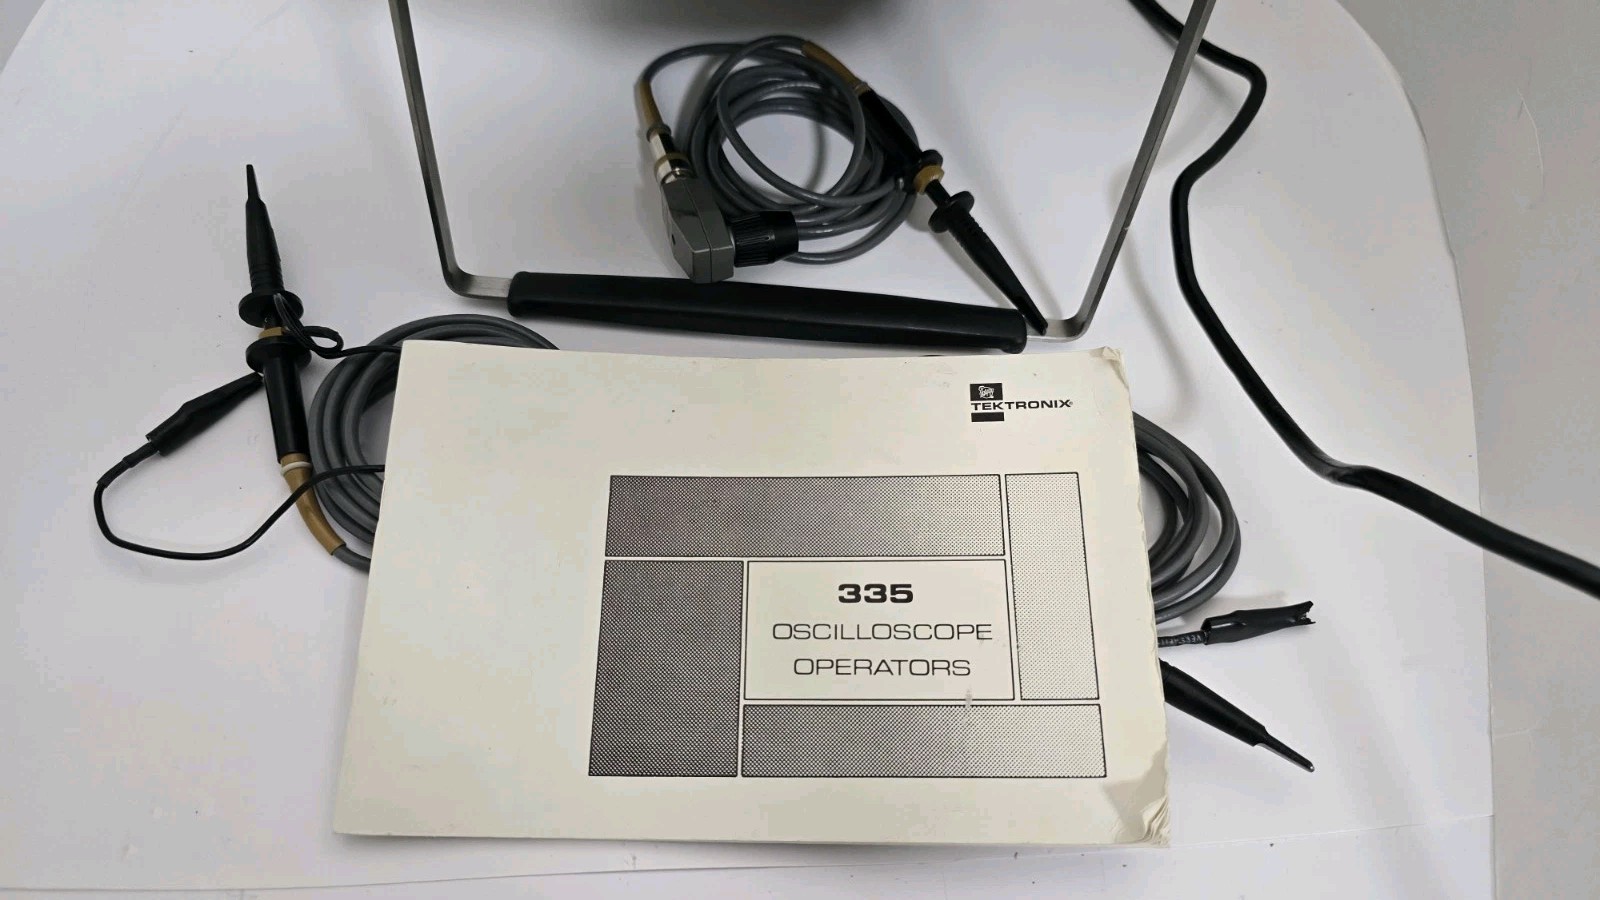 TEKTRONIX®
335
OSCILLOSCOPE
OPERATORS